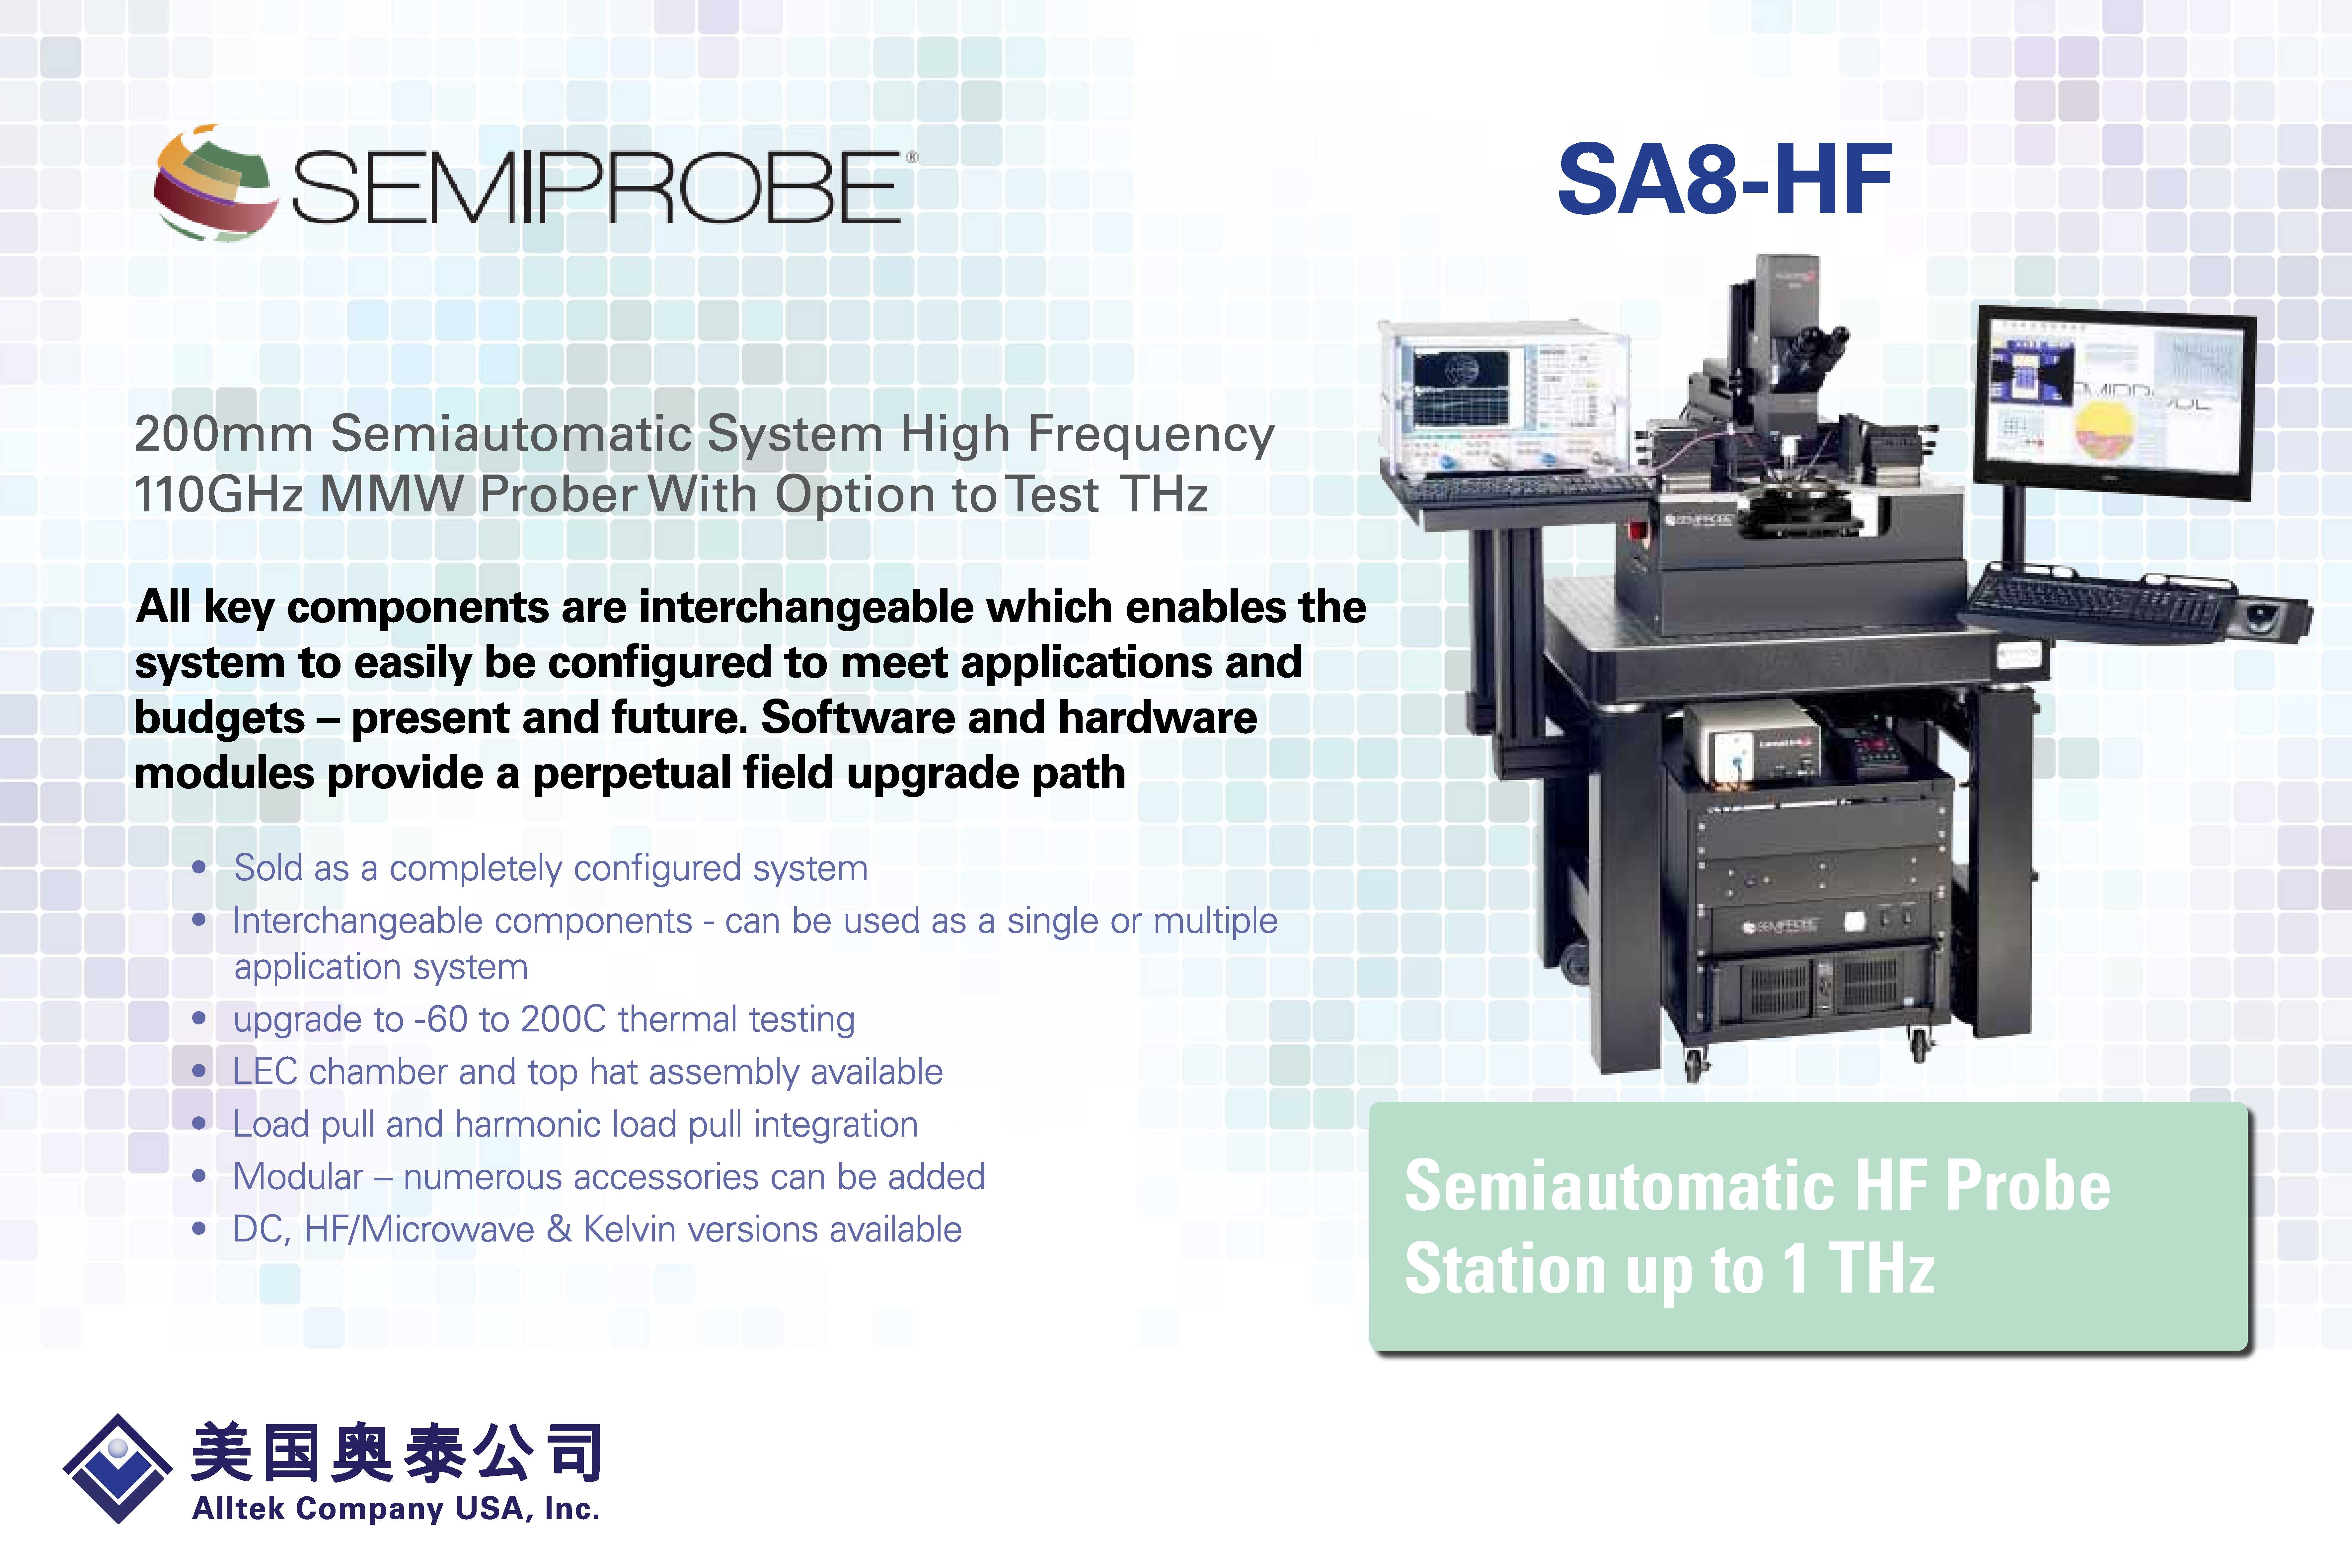 SEMIPROBE®
SA8-HF
200mm Semiautomatic System High Frequency
110GHz MMW Prober With Option to Test THz
All key components are interchangeable which enables the
system to easily be configured to meet applications and
budgets – present and future. Software and hardware
modules provide a perpetual field upgrade path
• Sold as a completely configured system
• Interchangeable components - can be used as a single or multiple
application system
• upgrade to -60 to 200C thermal testing
• LEC chamber and top hat assembly available
• Load pull and harmonic load pull integration
• Modular – numerous accessories can be added
• DC, HF/Microwave & Kelvin versions available
SEMIPROBE
SEMIPROBE
Semiautomatic HF Probe
Station up to 1 THz
美国奥泰公司
Alltek Company USA, Inc.